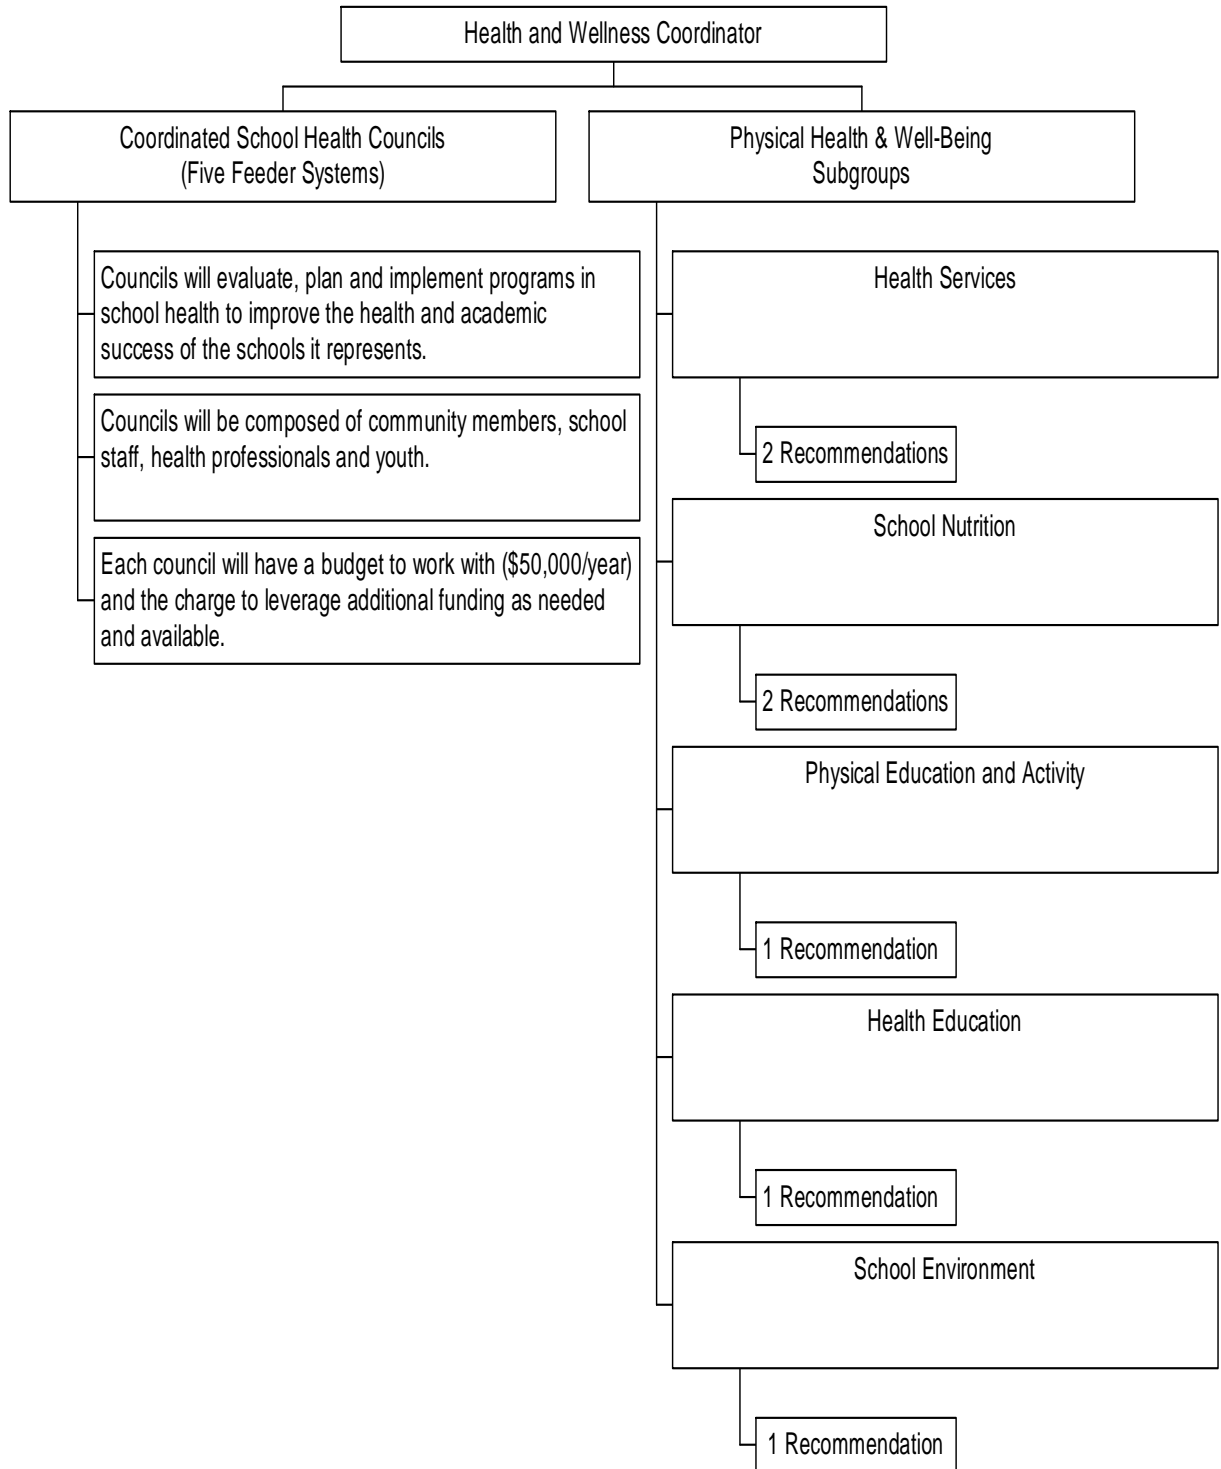 Health and Wellness Coordinator
Coordinated School Health Councils
(Five Feeder Systems)
Councils will evaluate, plan and implement programs in
school health to improve the health and academic
success of the schools it represents.
Councils will be composed of community members, school
staff, health professionals and youth.
Each council will have a budget to work with ($50,000/year)
and the charge to leverage additional funding as needed
and available.
Physical Health & Well-Being
Subgroups
Health Services
2 Recommendations
School Nutrition
2 Recommendations
Physical Education and Activity
1 Recommendation
Health Education
1 Recommendation
School Environment
1 Recommendation